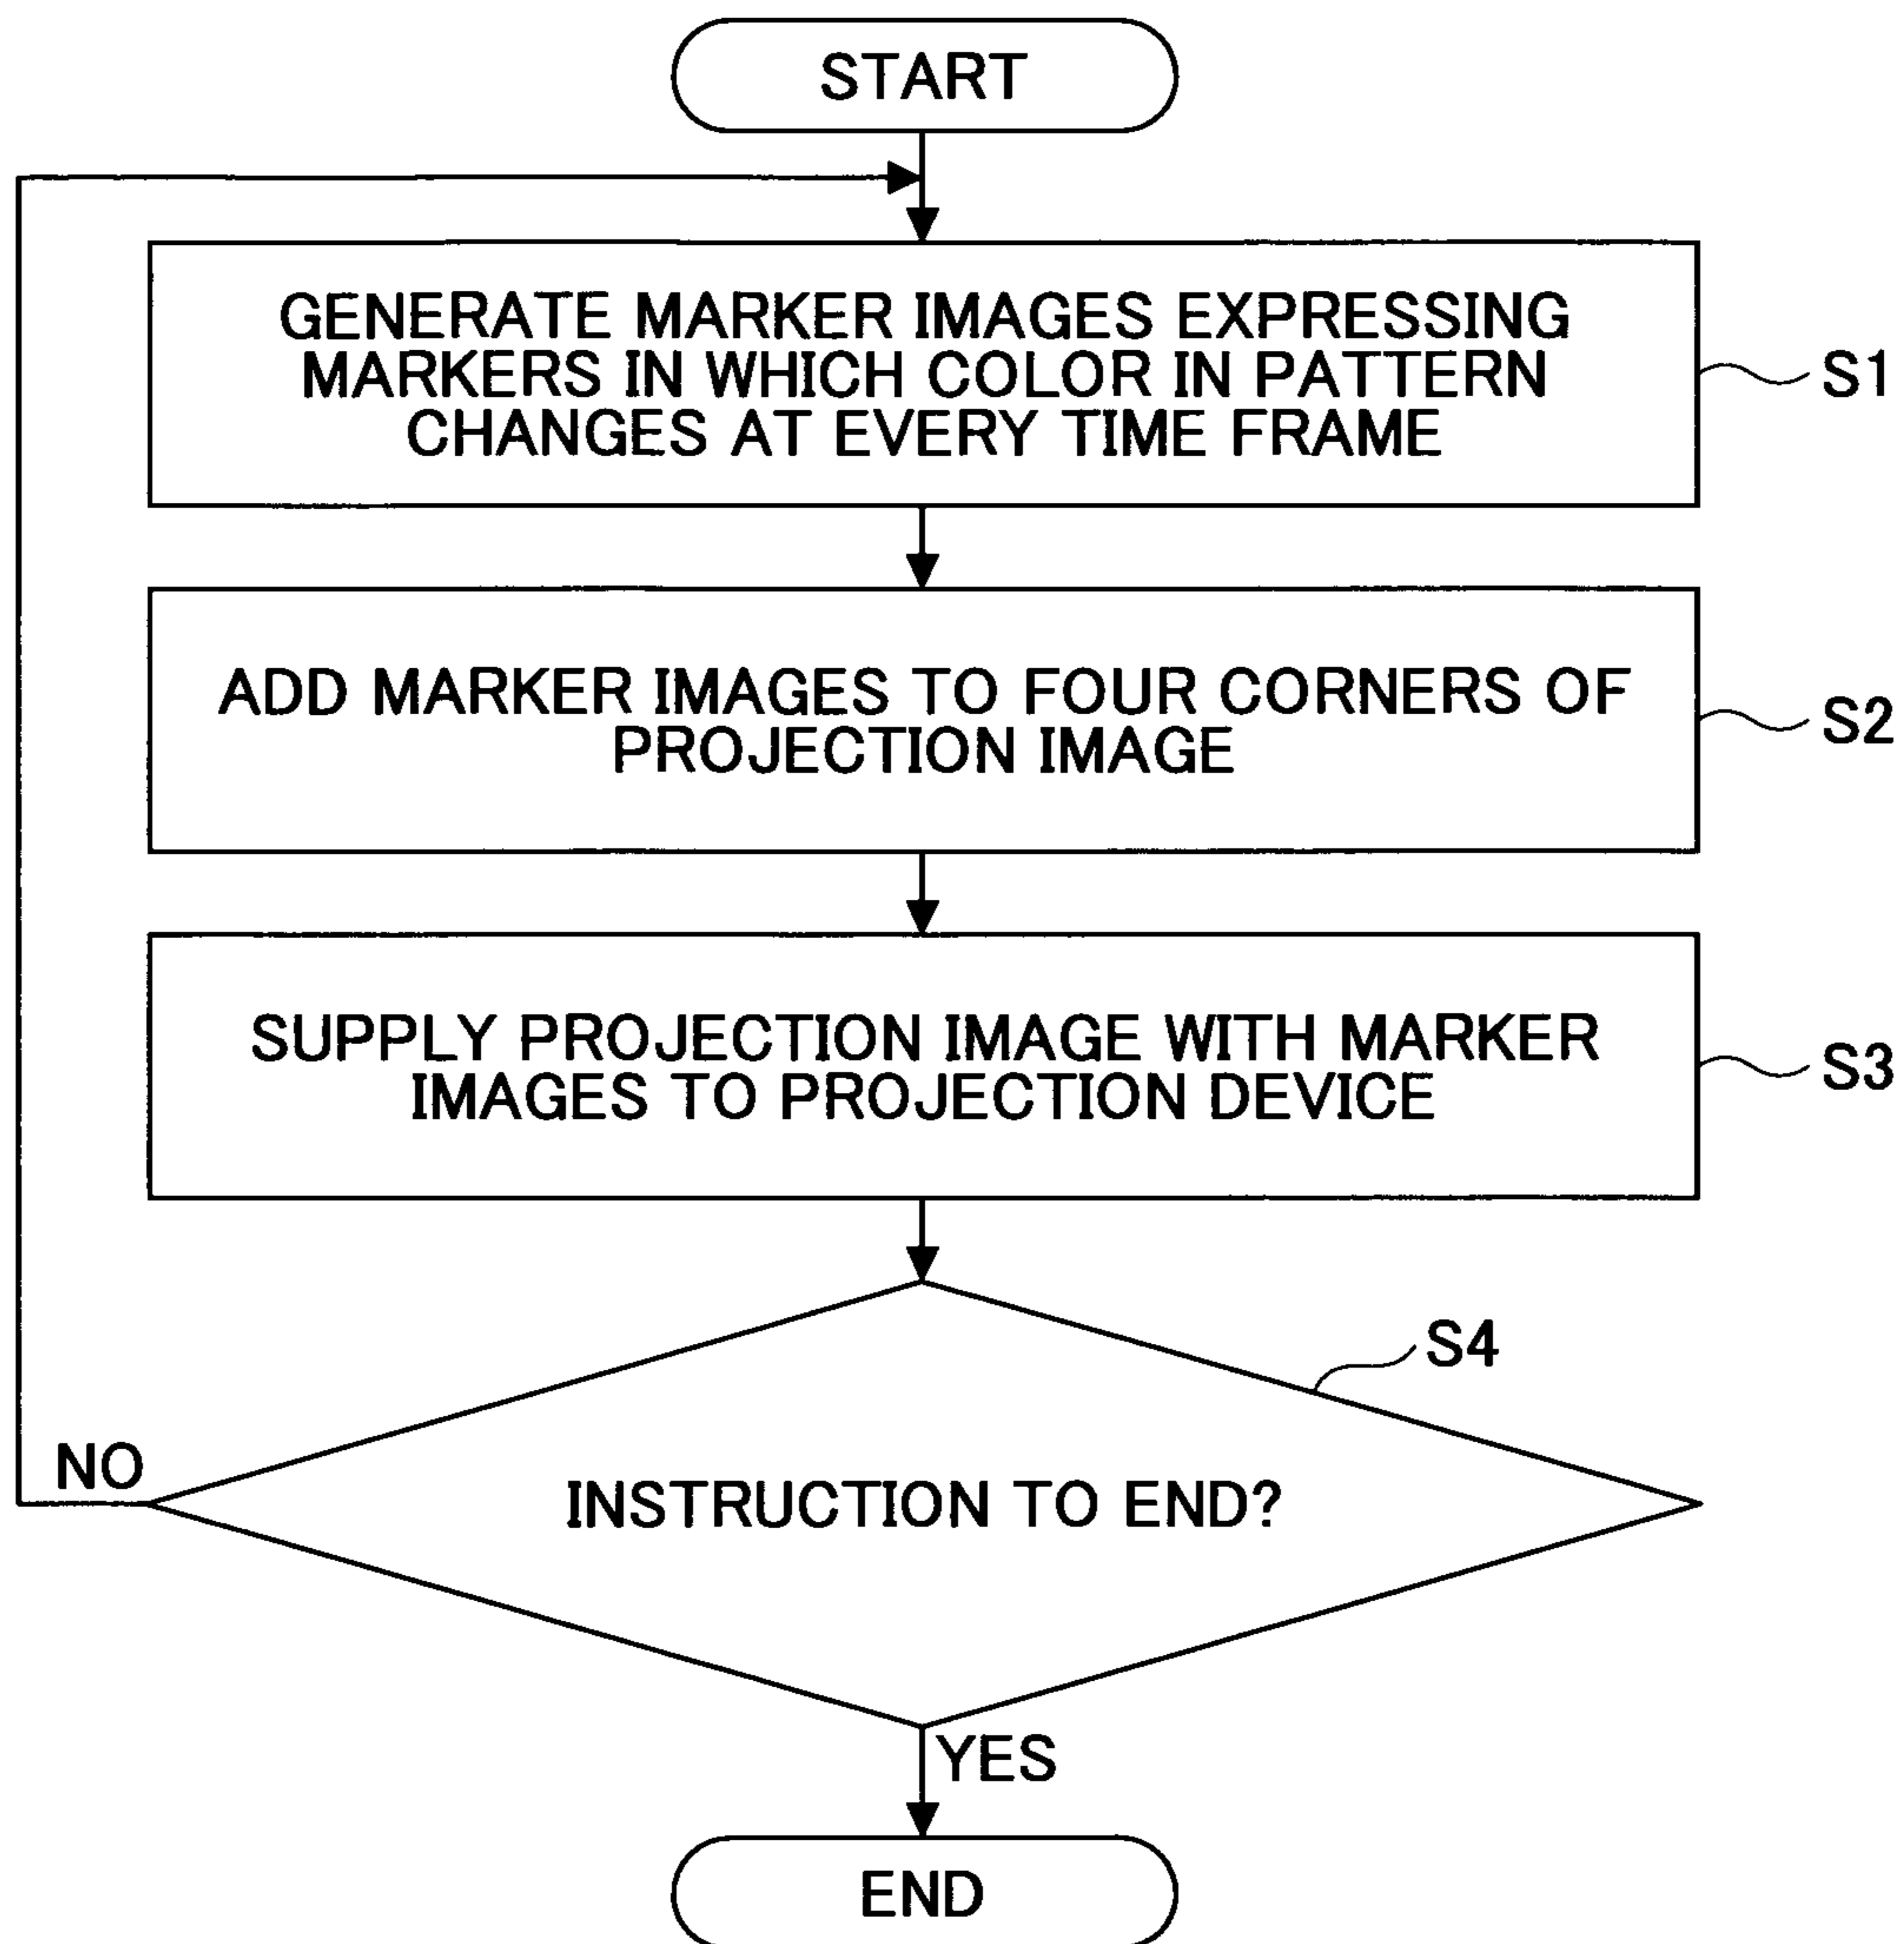 START
GENERATE MARKER IMAGES EXPRESSING
MARKERS IN WHICH COLOR IN PATTERN
CHANGES AT EVERY TIME FRAME
S1
ADD MARKER IMAGES TO FOUR CORNERS OF
PROJECTION IMAGE
S2
SUPPLY PROJECTION IMAGE WITH MARKER
IMAGES TO PROJECTION DEVICE
S3
S4
NO
INSTRUCTION TO END?
YES
END